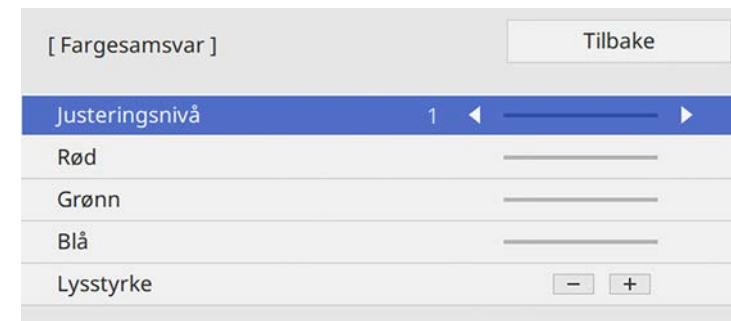 [ Fargesamsvar ] Tilbake
Justeringsnivå 1
Rød
Grønn
Blå
Lysstyrke − +